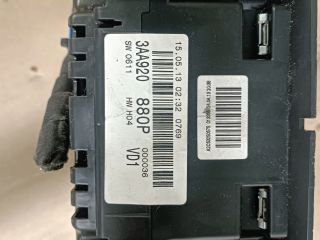 3AA920 880P VD1
SW 0611 HW H04 000036
15.05.13 02:32 0769